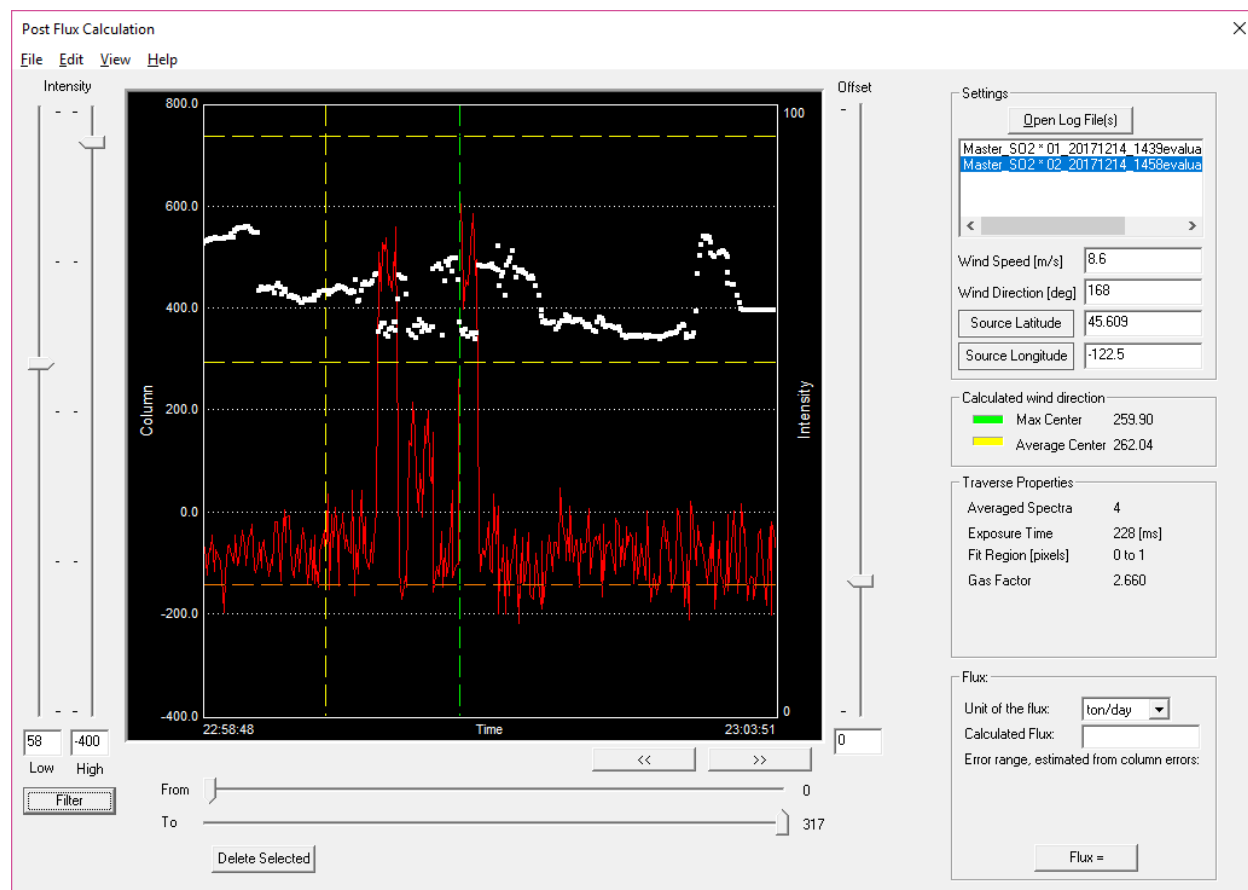 Post Flux Calculation
File Edit View Help
Intensity
800.0
600.0
400.0
200.0
0.0
-200.0
-400.0
Column
100
0
Intensity
22:58:48 Time 23:03:51
Offset
0
58 -400
Low High
Filter
<< >>
From 0
To 317
Delete Selected
Settings
Open Log File(s)
Master_SO2 * 01_20171214_1439evalua
Master_SO2 * 02_20171214_1458evalua
Wind Speed [m/s] 8.6
Wind Direction [deg] 168
Source Latitude 45.609
Source Longitude -122.5
Calculated wind direction
Max Center 259.90
Average Center 262.04
Traverse Properties
Averaged Spectra 4
Exposure Time 228 [ms]
Fit Region [pixels] 0 to 1
Gas Factor 2.660
Flux:
Unit of the flux: ton/day
Calculated Flux:
Error range, estimated from column errors:
Flux =